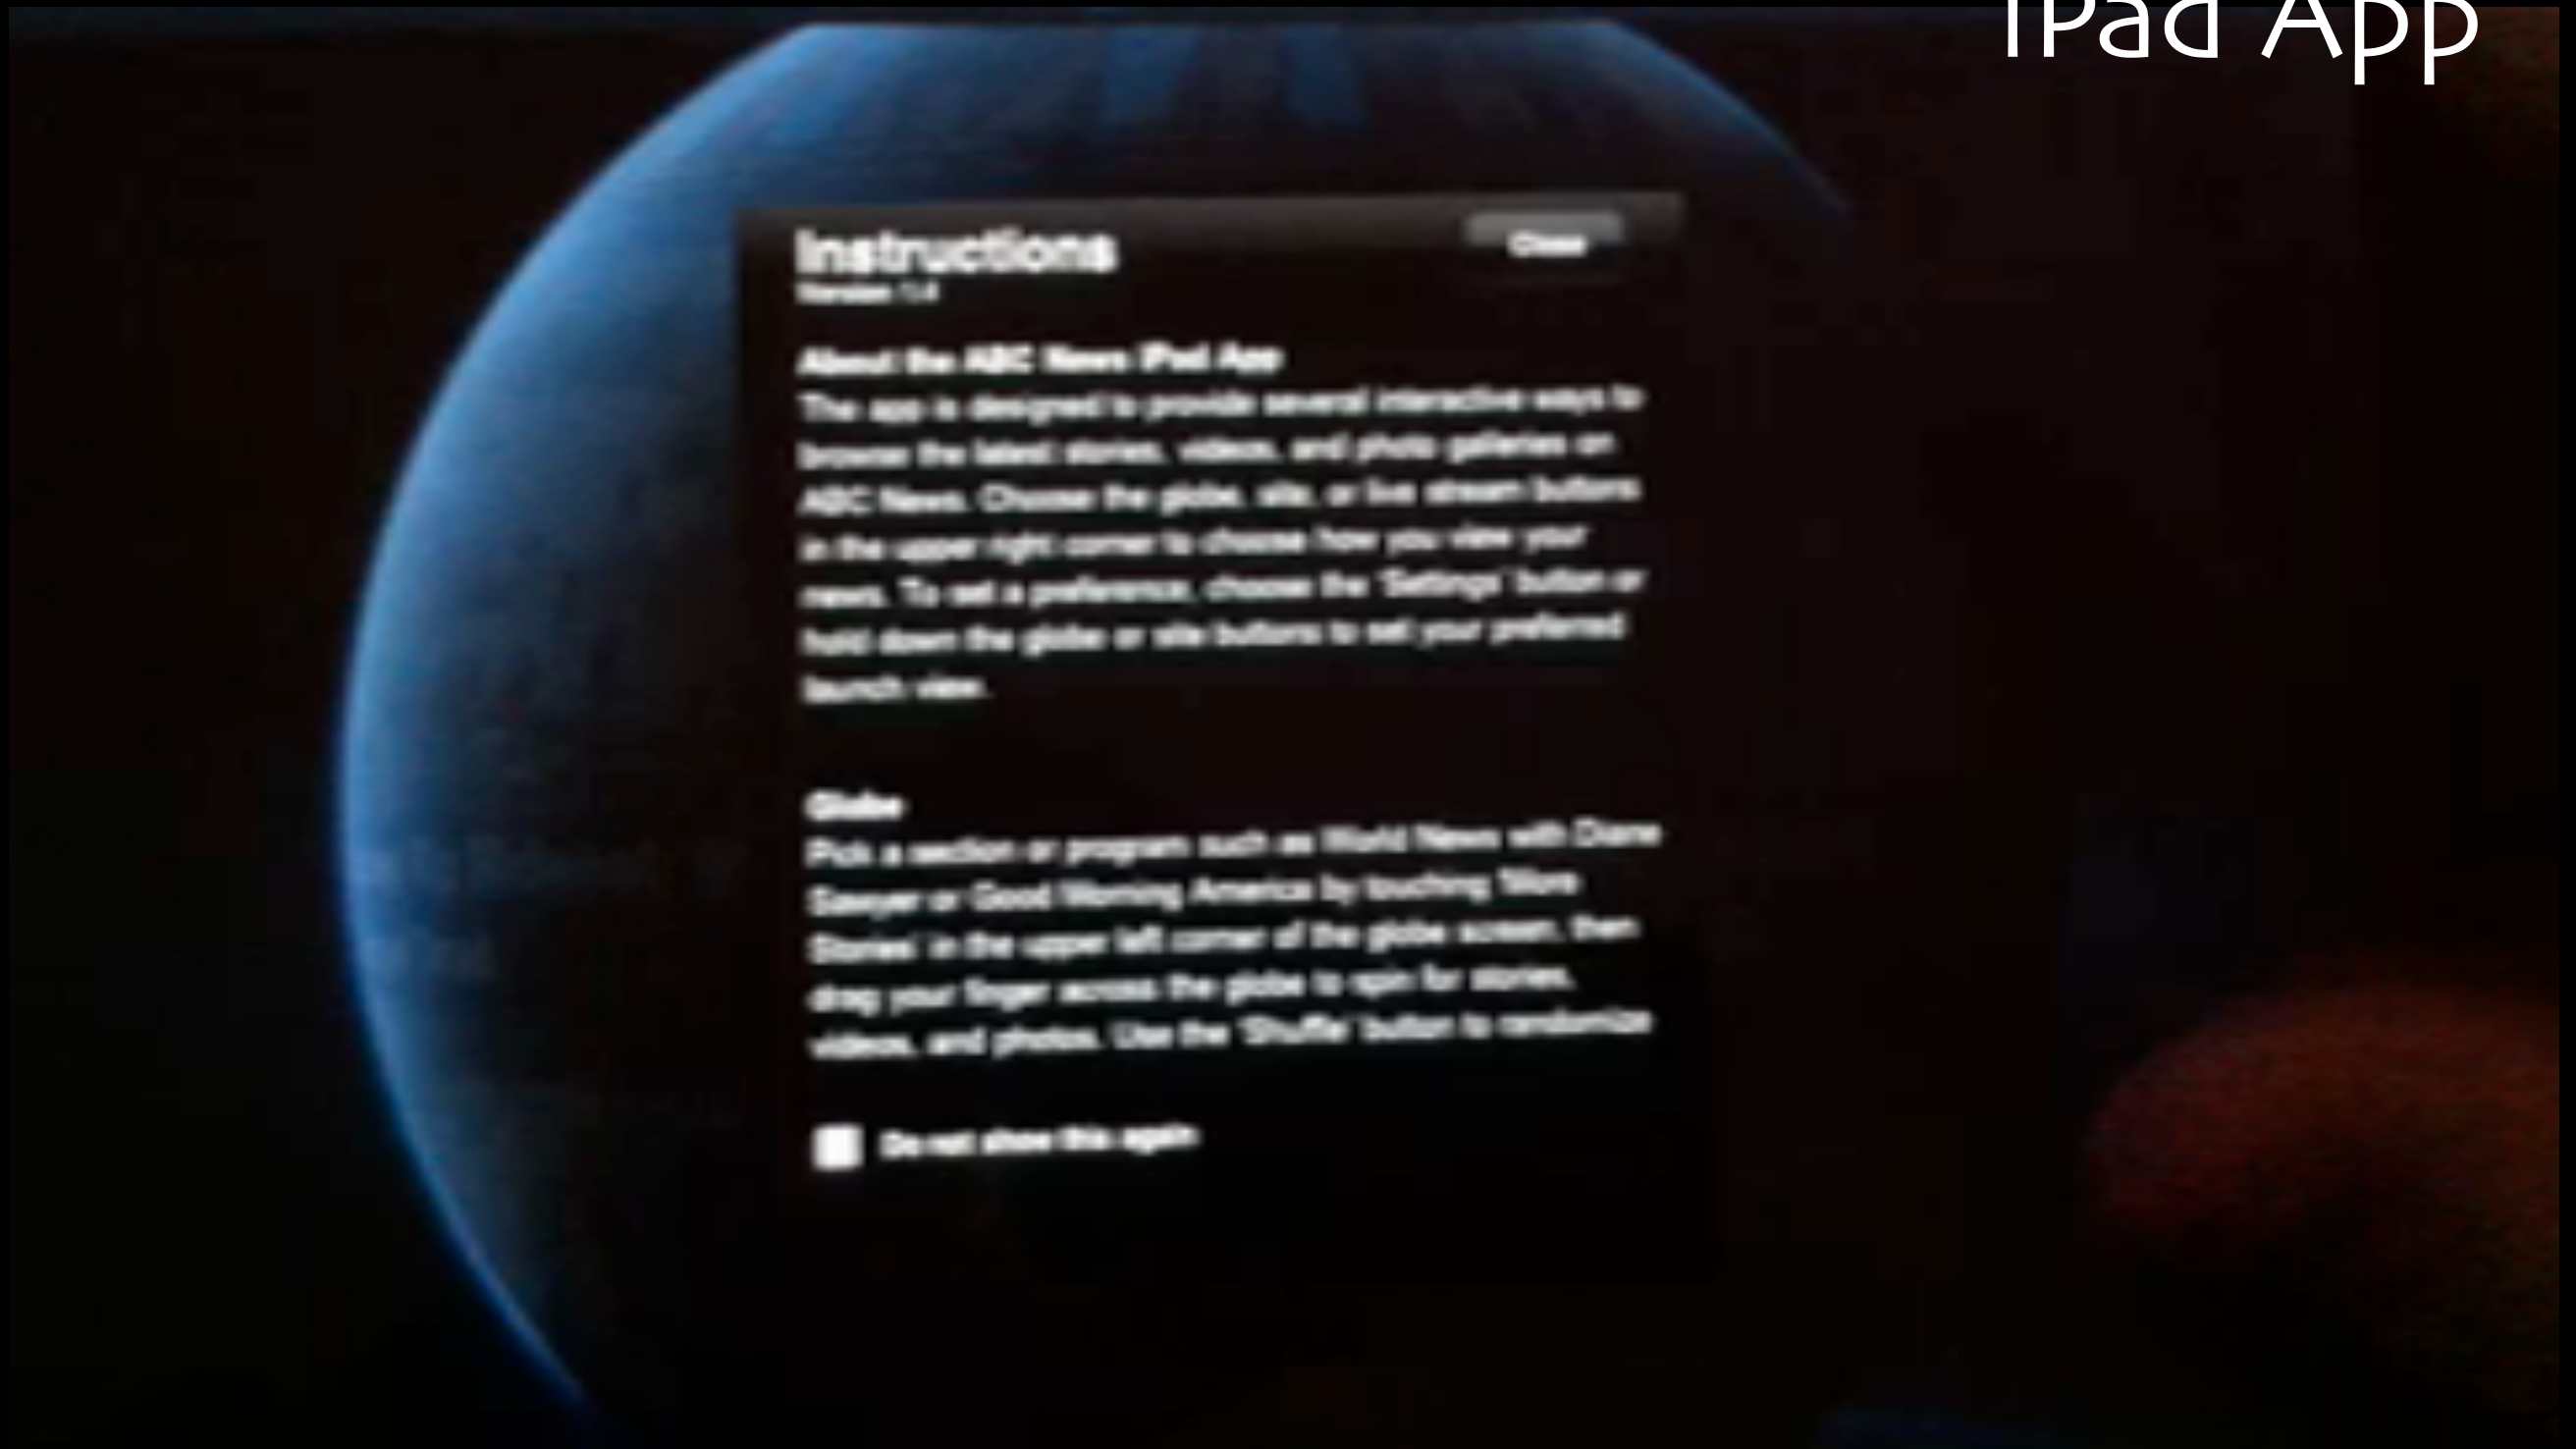 iPad App
Instructions
Close
Version 1.4
About the ABC News iPad App
The app is designed to provide several interactive ways to
browse the latest stories, videos, and photo galleries on
ABC News. Choose the globe, site, or live stream buttons
in the upper right corner to choose how you view your
news. To set a preference, choose the 'Settings' button or
hold down the globe or site buttons to set your preferred
launch view.
Globe
Pick a section or program such as World News with Diane
Sawyer or Good Morning America by touching 'More
Stories' in the upper left corner of the globe screen, then
drag your finger across the globe to spin for stories,
videos, and photos. Use the 'Shuffle' button to randomize
Do not show this again